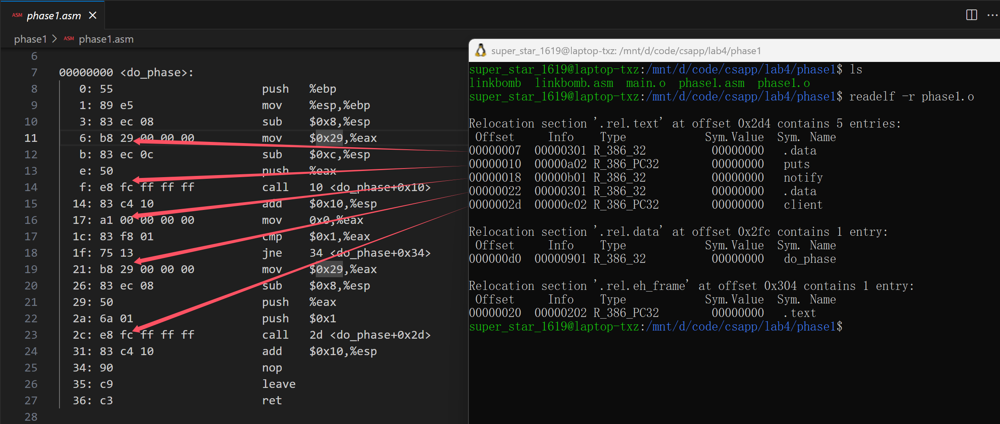 ASM phase1.asm
phase1 > ASM phase1.asm
6
7 00000000 <do_phase>:
8 0: 55 push %ebp
9 1: 89 e5 mov %esp,%ebp
10 3: 83 ec 08 sub $0x8,%esp
11 6: b8 29 00 00 00 mov $0x29,%eax
12 b: 83 ec 0c sub $0xc,%esp
13 e: 50 push %eax
14 f: e8 fc ff ff ff call 10 <do_phase+0x10>
15 14: 83 c4 10 add $0x10,%esp
16 17: a1 00 00 00 00 mov 0x0,%eax
17 1c: 83 f8 01 cmp $0x1,%eax
18 1f: 75 13 jne 34 <do_phase+0x34>
19 21: b8 29 00 00 00 mov $0x29,%eax
20 26: 83 ec 08 sub $0x8,%esp
21 29: 50 push %eax
22 2a: 6a 01 push $0x1
23 2c: e8 fc ff ff ff call 2d <do_phase+0x2d>
24 31: 83 c4 10 add $0x10,%esp
25 34: 90 nop
26 35: c9 leave
27 36: c3 ret
28
super_star_1619@laptop-txz: /mnt/d/code/csapp/lab4/phase1
super_star_1619@laptop-txz:/mnt/d/code/csapp/lab4/phase1$ ls
linkbomb linkbomb.asm main.o phase1.asm phase1.o
super_star_1619@laptop-txz:/mnt/d/code/csapp/lab4/phase1$ readelf -r phase1.o
Relocation section '.rel.text' at offset 0x2d4 contains 5 entries:
Offset Info Type Sym.Value Sym. Name
00000007 00000301 R_386_32 00000000 .data
00000010 00000a02 R_386_PC32 00000000 puts
00000018 00000b01 R_386_32 00000000 notify
00000022 00000301 R_386_32 00000000 .data
0000002d 00000c02 R_386_PC32 00000000 client
Relocation section '.rel.data' at offset 0x2fc contains 1 entry:
Offset Info Type Sym.Value Sym. Name
000000d0 00000901 R_386_32 00000000 do_phase
Relocation section '.rel.eh_frame' at offset 0x304 contains 1 entry:
Offset Info Type Sym.Value Sym. Name
00000020 00000202 R_386_PC32 00000000 .text
super_star_1619@laptop-txz:/mnt/d/code/csapp/lab4/phase1$